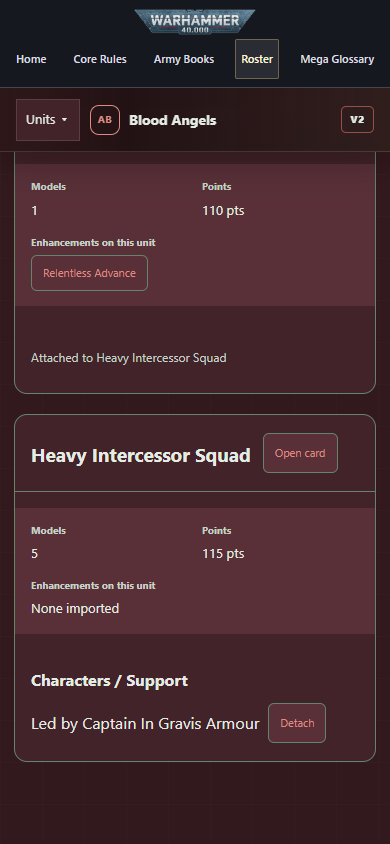 WARHAMMER
40,000
Home Core Rules Army Books Roster Mega Glossary
Units AB Blood Angels V2
Models Points
1 110 pts
Enhancements on this unit
Relentless Advance
Attached to Heavy Intercessor Squad
Heavy Intercessor Squad Open card
Models Points
5 115 pts
Enhancements on this unit
None imported
Characters / Support
Led by Captain In Gravis Armour Detach